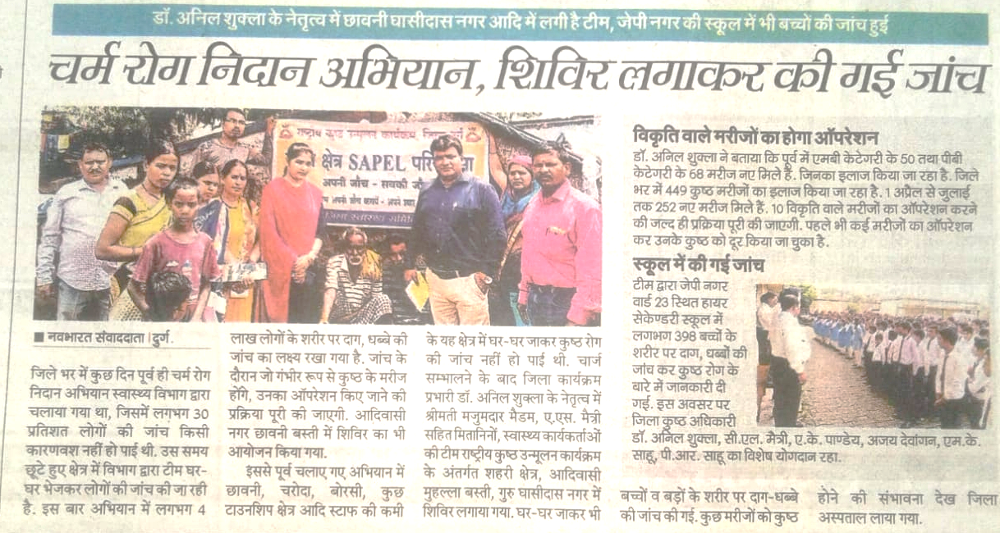 डॉ. अनिल शुक्ला के नेतृत्व में छावनी घासीदास नगर आदि में लगी है टीम, जेपी नगर की स्कूल में भी बच्चों की जांच हुई
चर्म रोग निदान अभियान, शिविर लगाकर की गई जांच
राष्ट्रीय कुष्ठ उन्मूलन कार्यक्रम, जिला दुर्ग
क्षेत्र SAPEL परि
अपनी जाँच - सबकी जाँ
जिला स्वास्थ्य समिति
■ नवभारत संवाददाता | दुर्ग.
जिले भर में कुछ दिन पूर्व ही चर्म रोग
निदान अभियान स्वास्थ्य विभाग द्वारा
चलाया गया था, जिसमें लगभग 30
प्रतिशत लोगों की जांच किसी
कारणवश नहीं हो पाई थी. उस समय
छूटे हुए क्षेत्र में विभाग द्वारा टीम घर-
घर भेजकर लोगों की जांच की जा रही
है. इस बार अभियान में लगभग 4
लाख लोगों के शरीर पर दाग, धब्बे की
जांच का लक्ष्य रखा गया है. जांच के
दौरान जो गंभीर रूप से कुष्ठ के मरीज
होंगे, उनका ऑपरेशन किए जाने की
प्रक्रिया पूरी की जाएगी. आदिवासी
नगर छावनी बस्ती में शिविर का भी
आयोजन किया गया.
इससे पूर्व चलाए गए अभियान में
छावनी, चरोदा, बोरसी, कुछ
टाउनशिप क्षेत्र आदि स्टाफ की कमी
के यह क्षेत्र में घर-घर जाकर कुष्ठ रोग
की जांच नहीं हो पाई थी. चार्ज
सम्भालने के बाद जिला कार्यक्रम
प्रभारी डॉ. अनिल शुक्ला के नेतृत्व में
श्रीमती मजुमदार मैडम, ए.एस. मैत्री
सहित मितानिनों, स्वास्थ्य कार्यकर्ताओं
की टीम राष्ट्रीय कुष्ठ उन्मूलन कार्यक्रम
के अंतर्गत शहरी क्षेत्र, आदिवासी
मुहल्ला बस्ती, गुरु घासीदास नगर में
शिविर लगाया गया. घर-घर जाकर भी
बच्चों व बड़ों के शरीर पर दाग-धब्बे
की जांच की गई. कुछ मरीजों को कुष्ठ
होने की संभावना देख जिला
अस्पताल लाया गया.
विकृति वाले मरीजों का होगा ऑपरेशन
डॉ. अनिल शुक्ला ने बताया कि पूर्व में एमबी केटेगरी के 50 तथा पीबी
केटेगरी के 68 मरीज नए मिले हैं. जिनका इलाज किया जा रहा है. जिले
भर में 449 कुष्ठ मरीजों का इलाज किया जा रहा है. 1 अप्रैल से जुलाई
तक 252 नए मरीज मिले हैं. 10 विकृति वाले मरीजों का ऑपरेशन करने
की जल्द ही प्रक्रिया पूरी की जाएगी. पहले भी कई मरीजों का ऑपरेशन
कर उनके कुष्ठ को दूर किया जा चुका है.
स्कूल में की गई जांच
टीम द्वारा जेपी नगर
वार्ड 23 स्थित हायर
सेकेण्डरी स्कूल में
लगभग 398 बच्चों के
शरीर पर दाग, धब्बों की
जांच कर कुष्ठ रोग के
बारे में जानकारी दी
गई. इस अवसर पर
जिला कुष्ठ अधिकारी
डॉ. अनिल शुक्ला, सी.एल. मैत्री, ए.के. पाण्डेय, अजय देवांगन, एम.के.
साहू, पी.आर. साहू का विशेष योगदान रहा.